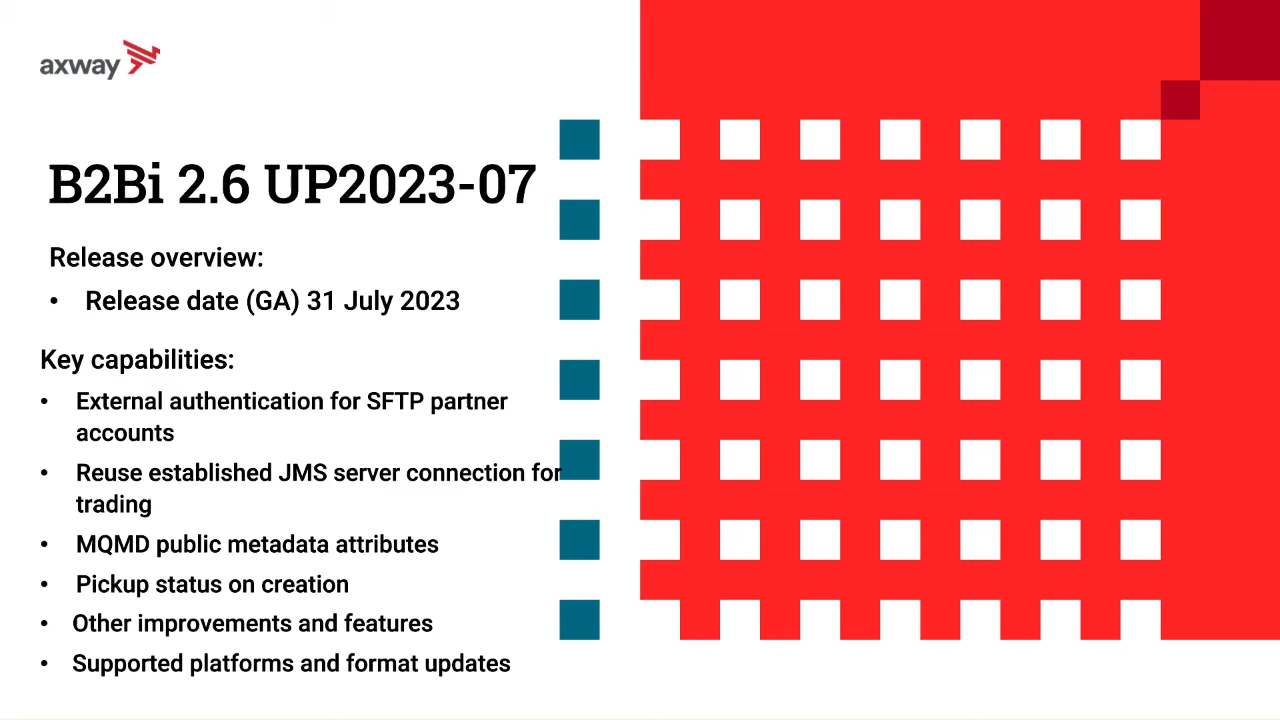 axway
B2Bi 2.6 UP2023-07
Release overview:
• Release date (GA) 31 July 2023
Key capabilities:
• External authentication for SFTP partner
accounts
• Reuse established JMS server connection for
trading
• MQMD public metadata attributes
• Pickup status on creation
• Other improvements and features
• Supported platforms and format updates